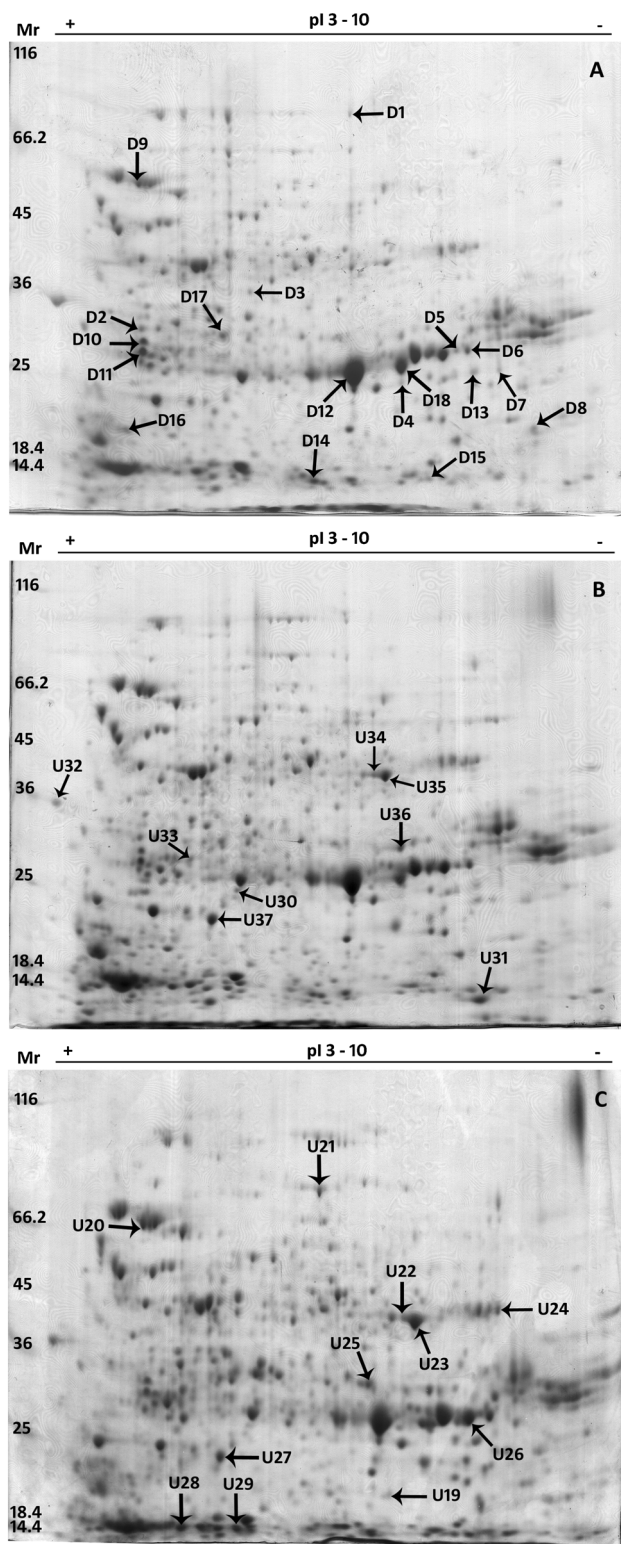 Mr + pI 3 - 10 -
116
A
D1
66.2
D9
45
36
D17
D3
D2
D5
D10
D6
25
D11
D12
D18
D7
D4
D13
D8
D16
18.4
D14
D15
14.4
Mr + pI 3 - 10 -
B
116
66.2
45
U34
U32
36
U35
U33
U36
25
U30
U37
18.4
U31
14.4
Mr + pI 3 - 10 -
C
116
U21
66.2
U20
45
U22
U24
36
U25
U23
25
U26
U27
U28 U29
U19
18.4
14.4